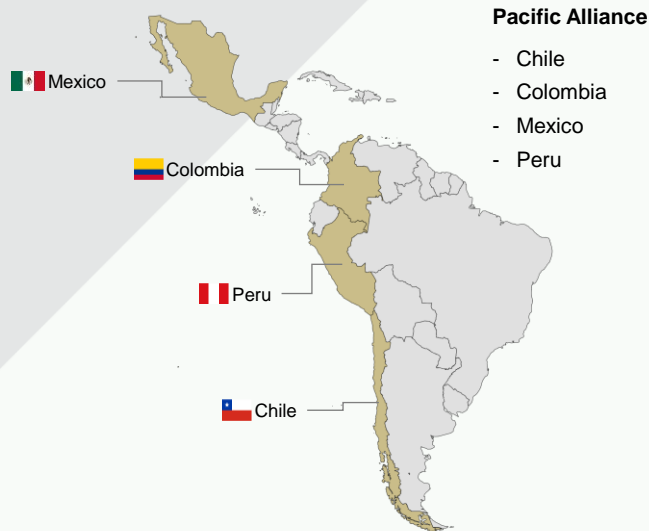 Pacific Alliance
- Chile
- Colombia
- Mexico
- Peru
Mexico
Colombia
Peru
Chile